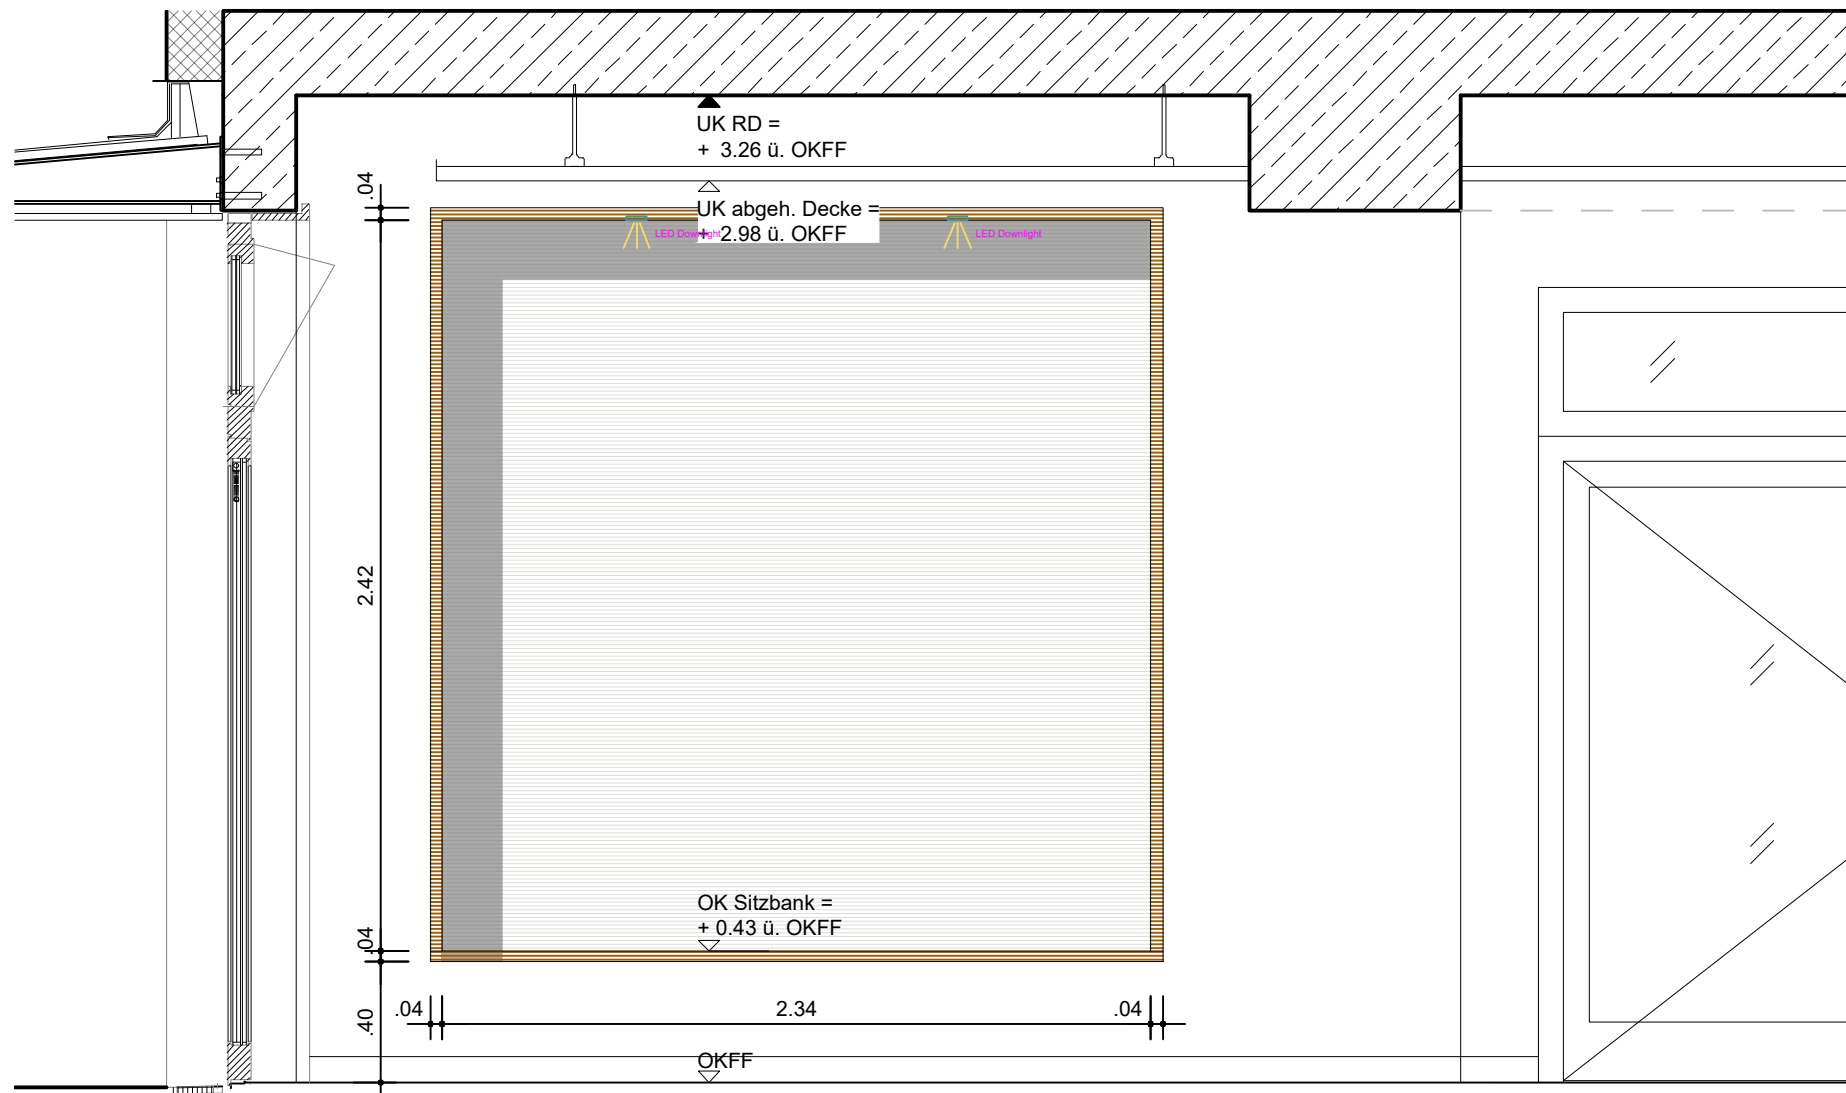 UK RD =
+ 3.26 ü. OKFF
.04
UK abgeh. Decke =
+ 2.98 ü. OKFF
LED Downlight
LED Downlight
2.42
OK Sitzbank =
+ 0.43 ü. OKFF
.04
.04
2.34
.04
.40
OKFF